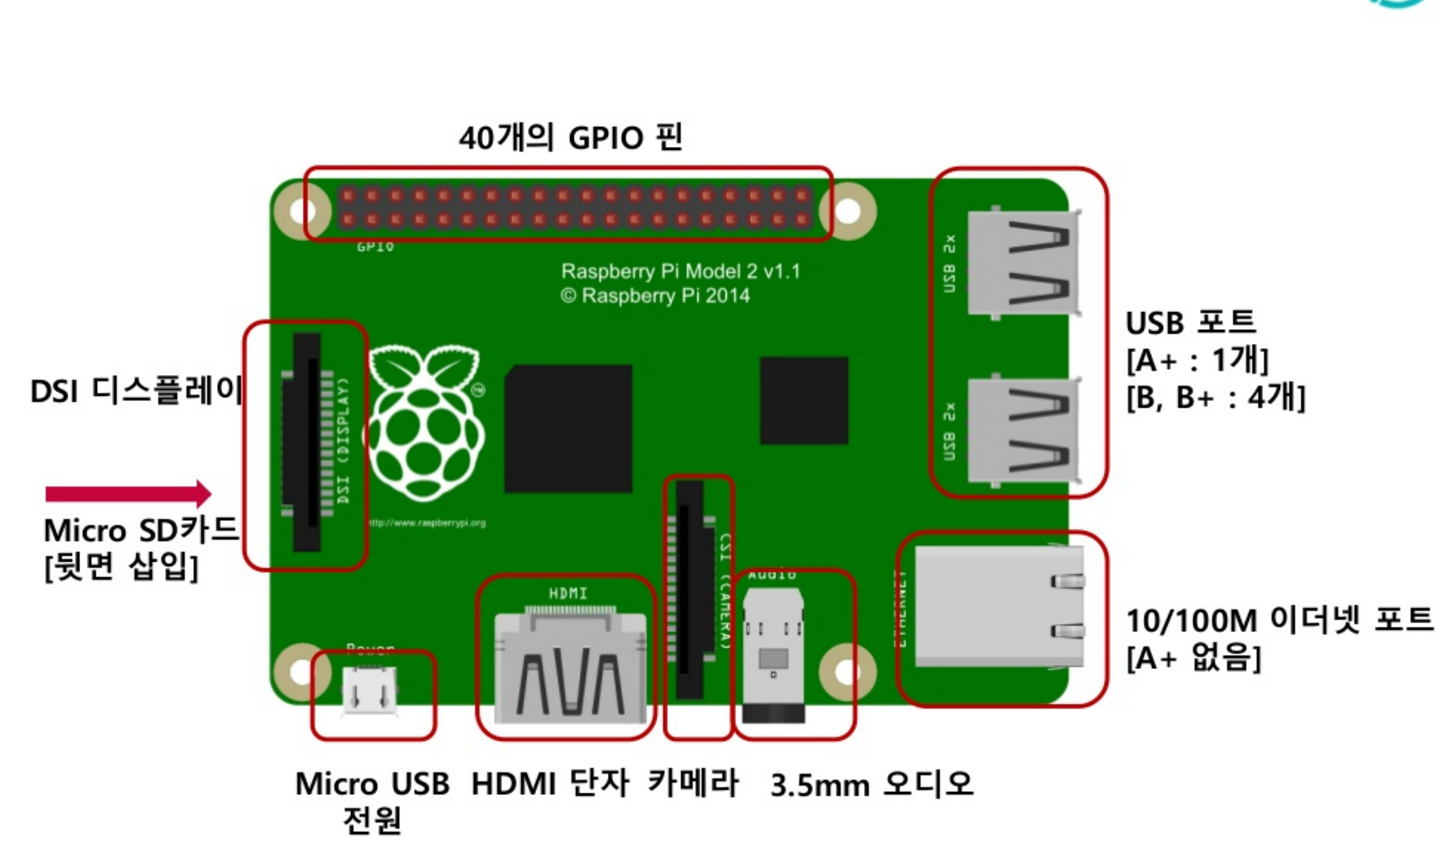 40개의 GPIO 핀
GPIO
Raspberry Pi Model 2 v1.1
© Raspberry Pi 2014
USB 2x
USB 포트
[A+ : 1개]
[B, B+ : 4개]
DSI 디스플레이
DSI (DISPLAY)
TM
USB 2x
Micro SD카드
[뒷면 삽입]
http://www.raspberrypi.org
HDMI
CSI (CAMERA)
Audio
ETHERNET
10/100M 이더넷 포트
[A+ 없음]
Power
Micro USB
전원
HDMI 단자
카메라
3.5mm 오디오